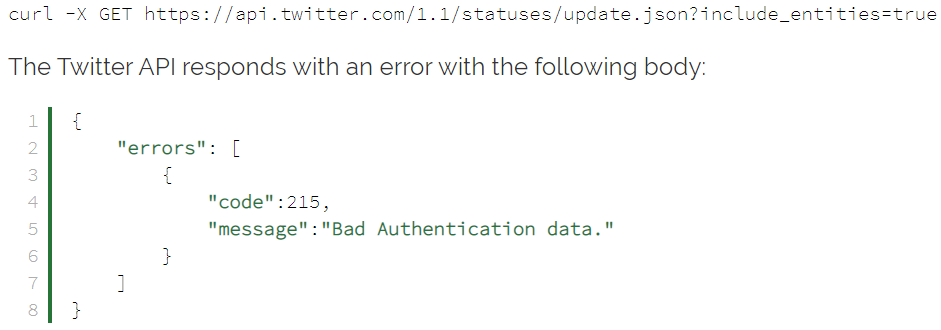 curl -X GET https://api.twitter.com/1.1/statuses/update.json?include_entities=true
The Twitter API responds with an error with the following body:
1 {
2 "errors": [
3 {
4 "code":215,
5 "message":"Bad Authentication data."
6 }
7 ]
8 }